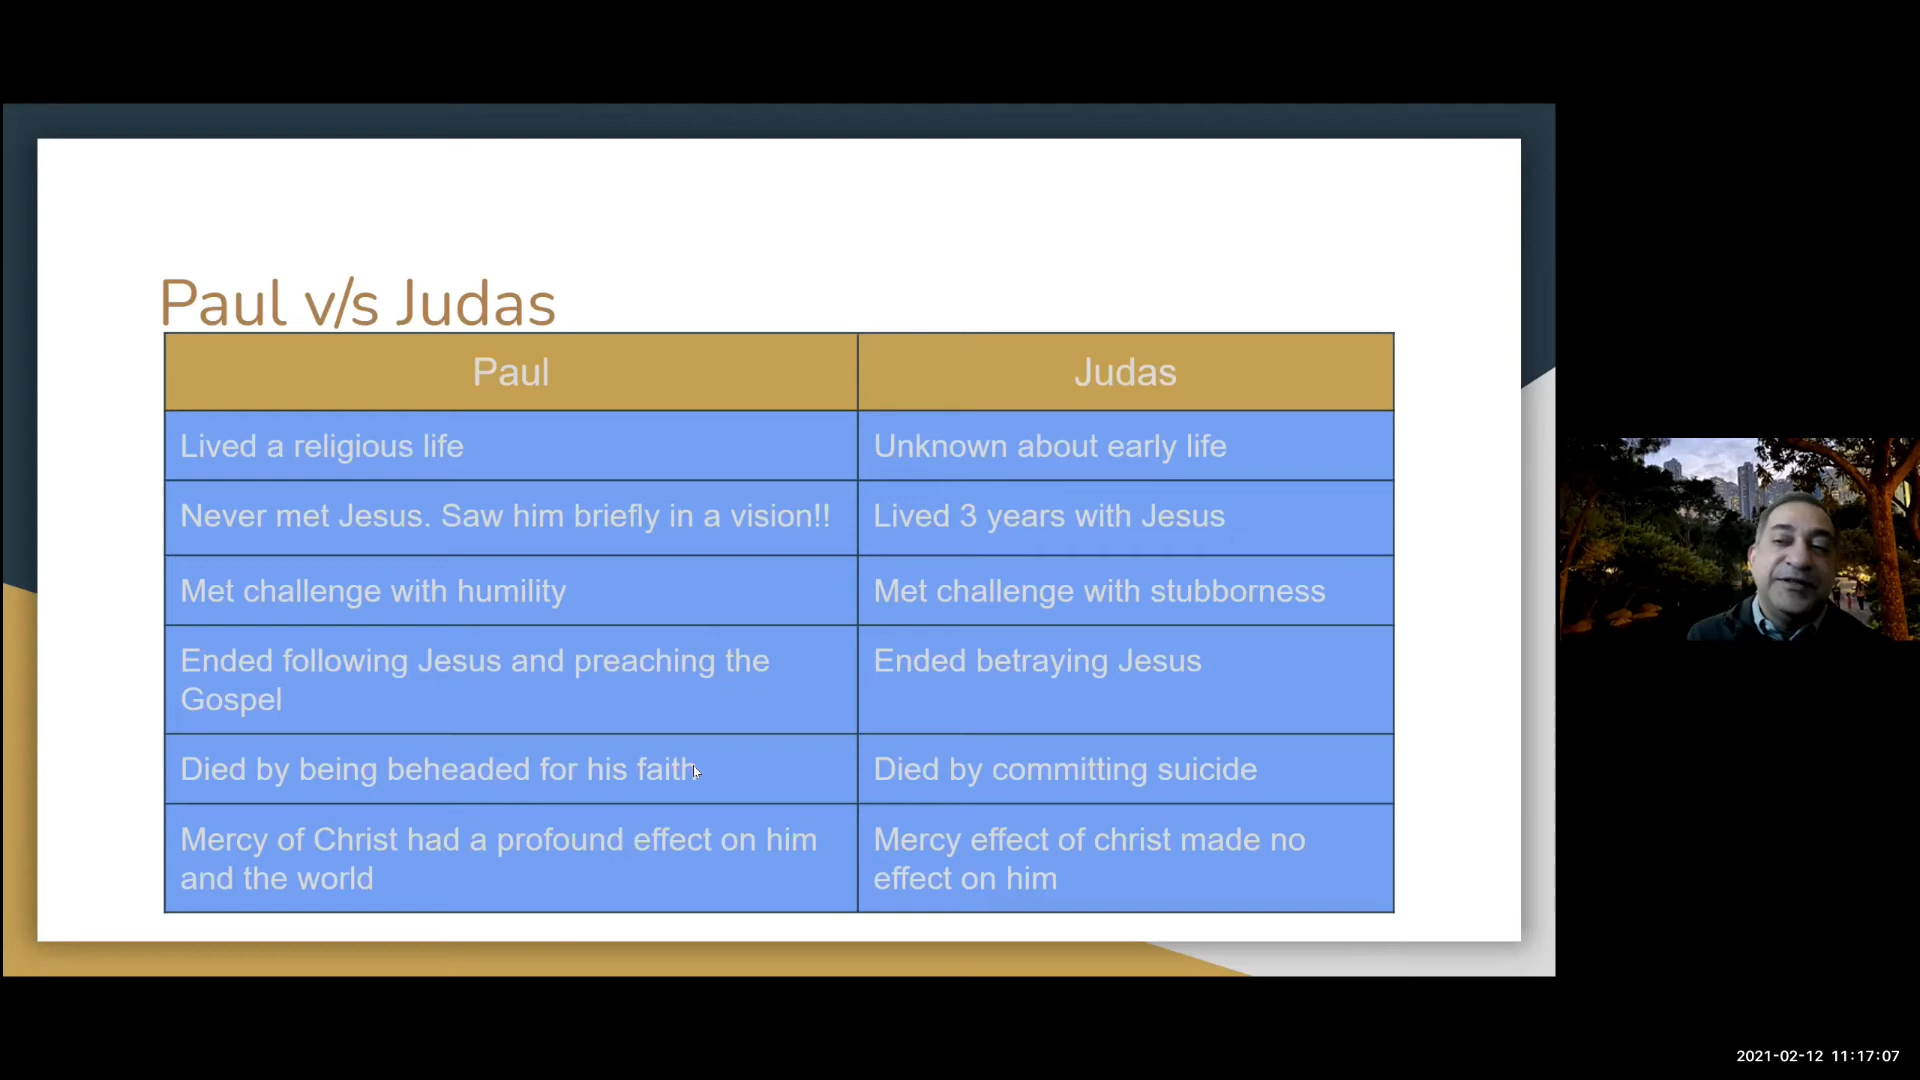 Paul v/s Judas
Paul
Judas
Lived a religious life
Unknown about early life
Never met Jesus. Saw him briefly in a vision!!
Lived 3 years with Jesus
Met challenge with humility
Met challenge with stubborness
Ended following Jesus and preaching the
Gospel
Ended betraying Jesus
Died by being beheaded for his faith
Died by committing suicide
Mercy of Christ had a profound effect on him
and the world
Mercy effect of christ made no
effect on him
2021-02-12 11:17:07